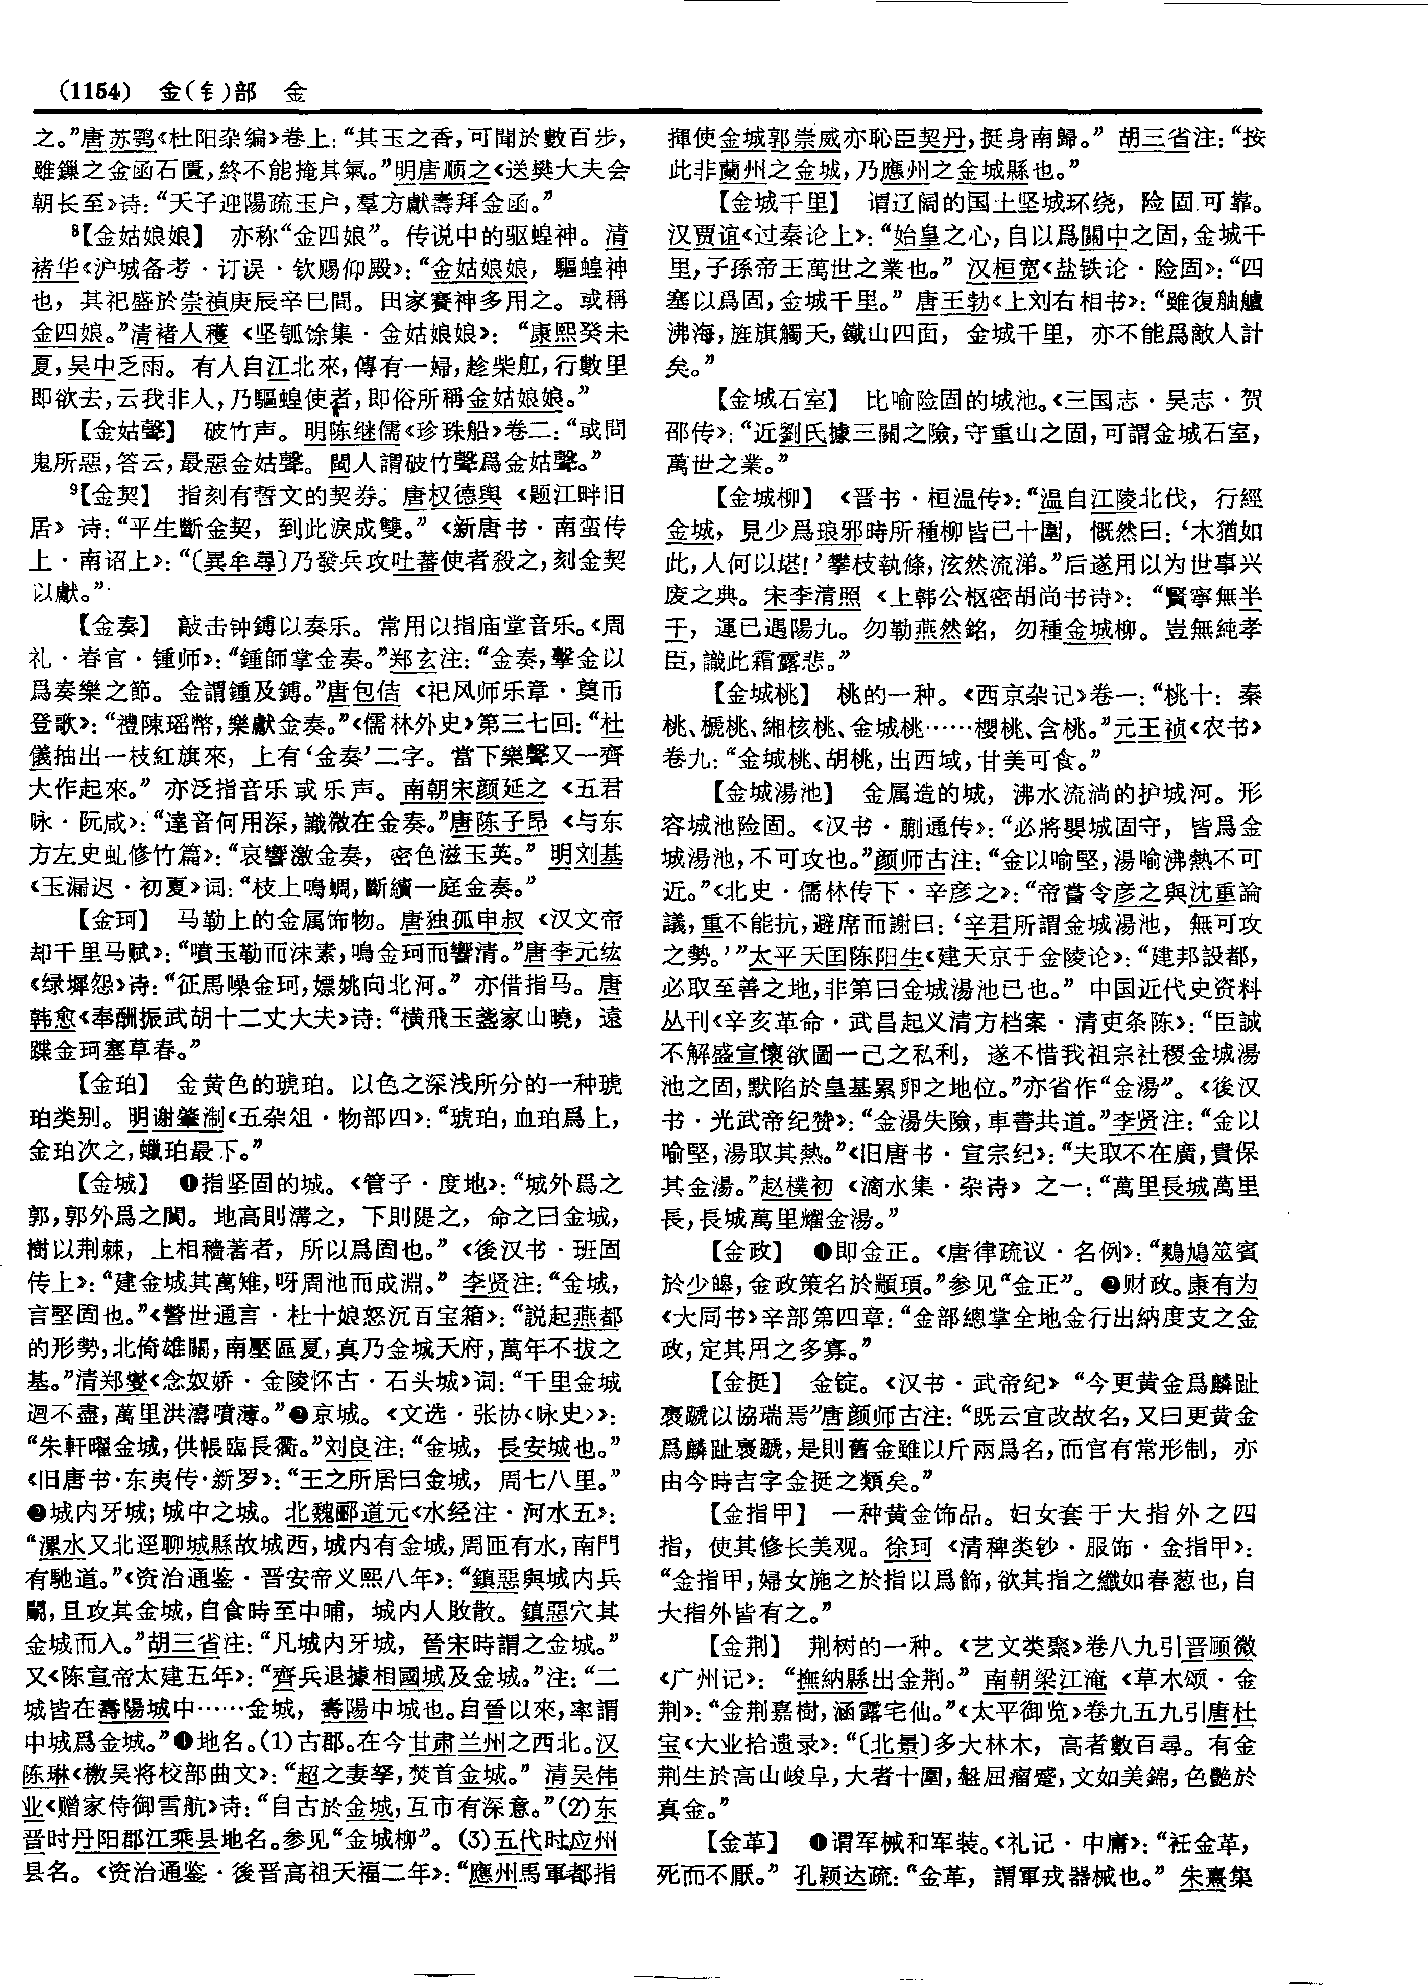 (1154) 金(钅)部 金
之。”唐苏鹗《杜阳杂编》卷上：“其玉之香，可聞於數百步，
雖鏁之金函石匱，終不能掩其氣。”明唐顺之《送樊大夫会
朝长至》诗：“天子迎陽疏玉户，羣方獻壽拜金函。”
⁸【金姑娘娘】 亦称“金四娘”。传说中的驱蝗神。清
褚华《沪城备考·订误·钦赐仰殿》：“金姑娘娘，驅蝗神
也，其祀盛於崇禎庚辰辛巳間。田家賽神多用之。或稱
金四娘。”清褚人穫《坚瓠馀集·金姑娘娘》：“康熙癸未
夏，吴中乏雨。有人自江北來，傳有一婦，趁柴舡，行數里
即欲去，云我非人，乃驅蝗使者，即俗所稱金姑娘娘。”
【金姑聲】 破竹声。明陈继儒《珍珠船》卷二：“或問
鬼所惡，答云，最惡金姑聲。閩人謂破竹聲爲金姑聲。”
⁹【金契】 指刻有誓文的契券。唐权德舆《题江畔旧
居》诗：“平生斷金契，到此淚成雙。”《新唐书·南蛮传
上·南诏上》：“〔異牟尋〕乃發兵攻吐蕃使者殺之，刻金契
以獻。”
【金奏】 敲击钟鎛以奏乐。常用以指庙堂音乐。《周
礼·春官·锺师》：“鍾師掌金奏。”郑玄注：“金奏，擊金以
爲奏樂之節。金謂鍾及鎛。”唐包佶《祀风师乐章·奠币
登歌》：“禮陳瑶幣，樂獻金奏。”《儒林外史》第三七回：“杜
儀抽出一枝紅旗來，上有‘金奏’二字。當下樂聲又一齊
大作起來。”亦泛指音乐或乐声。南朝宋颜延之《五君
咏·阮咸》：“達音何用深，識微在金奏。”唐陈子昂《与东
方左史虬修竹篇》：“哀響激金奏，密色滋玉英。”明刘基
《玉漏迟·初夏》词：“枝上鳴蜩，斷續一庭金奏。”
【金珂】 马勒上的金属饰物。唐独孤申叔《汉文帝
却千里马赋》：“噴玉勒而沫素，鳴金珂而響清。”唐李元纮
《绿墀怨》诗：“征馬噪金珂，嫖姚向北河。”亦借指马。唐
韩愈《奉酬振武胡十二丈大夫》诗：“横飛玉盞家山曉，遠
蹀金珂塞草春。”
【金珀】 金黄色的琥珀。以色之深浅所分的一种琥
珀类别。明谢肇淛《五杂俎·物部四》：“琥珀，血珀爲上，
金珀次之，蠟珀最下。”
【金城】 ❶指坚固的城。《管子·度地》：“城外爲之
郭，郭外爲之閬。地高則溝之，下則隄之，命之曰金城，
樹以荆棘，上相穡著者，所以爲固也。”《後汉书·班固
传上》：“建金城其萬雉，呀周池而成淵。”李贤注：“金城，
言堅固也。”《警世通言·杜十娘怒沉百宝箱》：“説起燕都
的形勢，北倚雄關，南壓區夏，真乃金城天府，萬年不拔之
基。”清郑燮《念奴娇·金陵怀古·石头城》词：“千里金城
迴不盡，萬里洪濤噴薄。”❷京城。《文选·张协〈咏史〉》：
“朱軒曜金城，供帳臨長衢。”刘良注：“金城，長安城也。”
《旧唐书·东夷传·新罗》：“王之所居曰金城，周七八里。”
❸城内牙城；城中之城。北魏郦道元《水经注·河水五》：
“漯水又北逕聊城縣故城西，城内有金城，周匝有水，南門
有馳道。”《资治通鉴·晋安帝义熙八年》：“鎮惡與城内兵
鬭，且攻其金城，自食時至中晡，城内人敗散。鎮惡穴其
金城而入。”胡三省注：“凡城内牙城，晉宋時謂之金城。”
又《陈宣帝太建五年》：“齊兵退據相國城及金城。”注：“二
城皆在壽陽城中……金城，壽陽中城也。自晉以來，率謂
中城爲金城。”❹地名。(1)古郡。在今甘肃兰州之西北。汉
陈琳《檄吴将校部曲文》：“超之妻孥，焚首金城。”清吴伟
业《赠家侍御雪航》诗：“自古於金城，互市有深意。”(2)东
晋时丹阳郡江乘县地名。参见“金城柳”。(3)五代时应州
县名。《资治通鉴·後晋高祖天福二年》：“應州馬軍都指
揮使金城郭崇威亦恥臣契丹，挺身南歸。”胡三省注：“按
此非蘭州之金城，乃應州之金城縣也。”
【金城千里】 谓辽阔的国土坚城环绕，险固可靠。
汉贾谊《过秦论上》：“始皇之心，自以爲關中之固，金城千
里，子孫帝王萬世之業也。”汉桓宽《盐铁论·险固》：“四
塞以爲固，金城千里。”唐王勃《上刘右相书》：“雖復舳艫
沸海，旌旗觸天，鐵山四面，金城千里，亦不能爲敵人計
矣。”
【金城石室】 比喻险固的城池。《三国志·吴志·贺
邵传》：“近劉氏據三關之險，守重山之固，可謂金城石室，
萬世之業。”
【金城柳】 《晋书·桓温传》：“温自江陵北伐，行經
金城，見少爲琅邪時所種柳皆已十圍，慨然曰：‘木猶如
此，人何以堪！’攀枝執條，泫然流涕。”后遂用以为世事兴
废之典。宋李清照《上韩公枢密胡尚书诗》：“賢寧無半
千，運已遇陽九。勿勒燕然銘，勿種金城柳。豈無純孝
臣，識此霜露悲。”
【金城桃】 桃的一种。《西京杂记》卷一：“桃十：秦
桃、榹桃、緗核桃、金城桃……櫻桃、含桃。”元王祯《农书》
卷九：“金城桃、胡桃，出西域，甘美可食。”
【金城湯池】 金属造的城，沸水流淌的护城河。形
容城池险固。《汉书·蒯通传》：“必將嬰城固守，皆爲金
城湯池，不可攻也。”颜师古注：“金以喻堅，湯喻沸熱不可
近。”《北史·儒林传下·辛彦之》：“帝嘗令彦之與沈重論
議，重不能抗，避席而謝曰：‘辛君所謂金城湯池，無可攻
之勢。’”太平天囯陈阳生《建天京于金陵论》：“建邦設都，
必取至善之地，非第曰金城湯池已也。”中国近代史资料
丛刊《辛亥革命·武昌起义清方档案·清吏条陈》：“臣誠
不解盛宣懷欲圖一己之私利，遂不惜我祖宗社稷金城湯
池之固，默陷於皇基累卵之地位。”亦省作“金湯”。《後汉
书·光武帝纪赞》：“金湯失險，車書共道。”李贤注：“金以
喻堅，湯取其熱。”《旧唐书·宣宗纪》：“夫取不在廣，貴保
其金湯。”赵樸初《滴水集·杂诗》之一：“萬里長城萬里
長，長城萬里耀金湯。”
【金政】 ❶即金正。《唐律疏议·名例》：“鷞鳩筮賓
於少皞，金政策名於顓頊。”参见“金正”。❷财政。康有为
《大同书》辛部第四章：“金部總掌全地金行出納度支之金
政，定其用之多寡。”
【金挺】 金锭。《汉书·武帝纪》“今更黄金爲麟趾
褭蹏以協瑞焉”唐颜师古注：“既云宜改故名，又曰更黄金
爲麟趾褭蹏，是則舊金雖以斤兩爲名，而官有常形制，亦
由今時吉字金挺之類矣。”
【金指甲】 一种黄金饰品。妇女套于大指外之四
指，使其修长美观。徐珂《清稗类钞·服饰·金指甲》：
“金指甲，婦女施之於指以爲飾，欲其指之纖如春葱也，自
大指外皆有之。”
【金荆】 荆树的一种。《艺文类聚》卷八九引晋顾微
《广州记》：“撫納縣出金荆。”南朝梁江淹《草木颂·金
荆》：“金荆嘉樹，涵露宅仙。”《太平御览》卷九五九引唐杜
宝《大业拾遗录》：“〔北景〕多大林木，高者數百尋。有金
荆生於高山峻阜，大者十圍，盤屈瘤蹙，文如美錦，色艷於
真金。”
【金革】 ❶谓军械和军装。《礼记·中庸》：“衽金革，
死而不厭。”孔颖达疏：“金革，謂軍戎器械也。”朱熹集